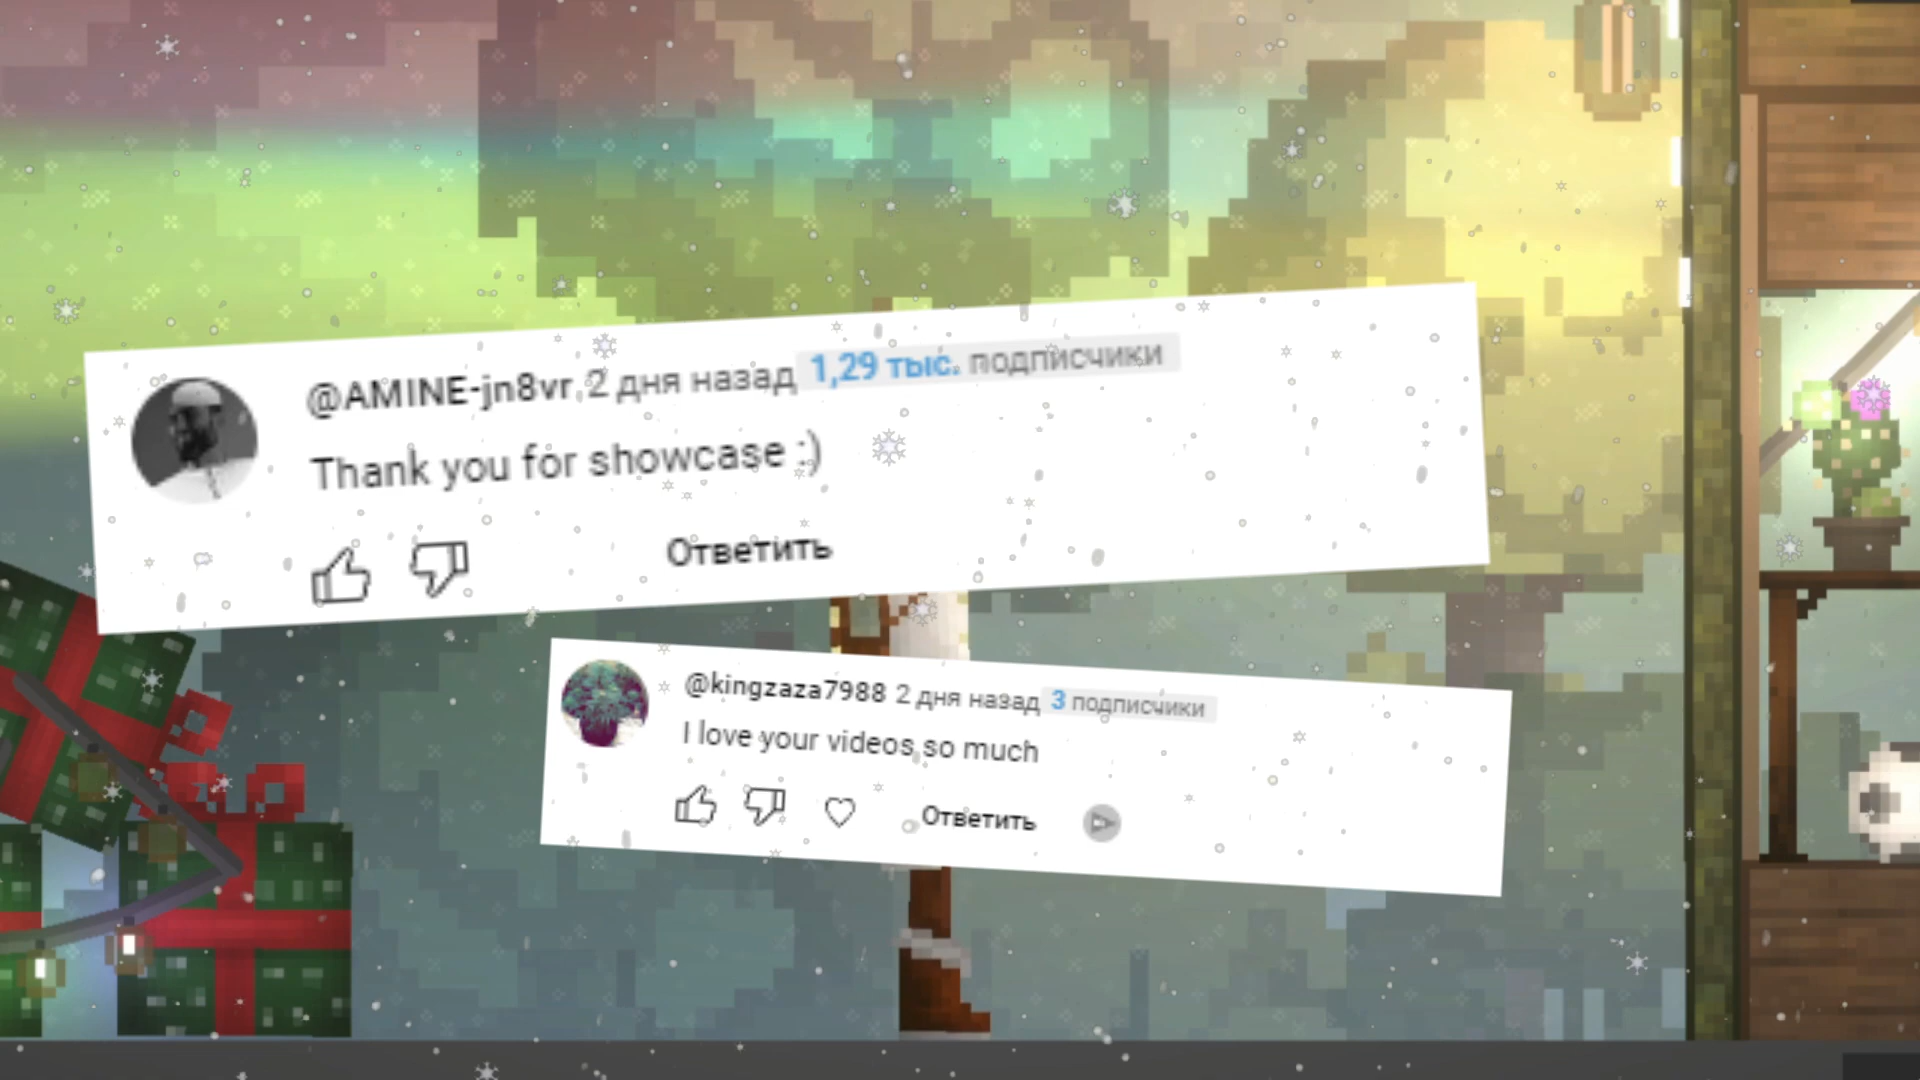 @AMINE-jn8vr 2 дня назад 1,29 тыс. подписчики
Thank you for showcase :)
Ответить
@kingzaza7988 2 дня назад 3 подписчики
I love your videos so much
Ответить